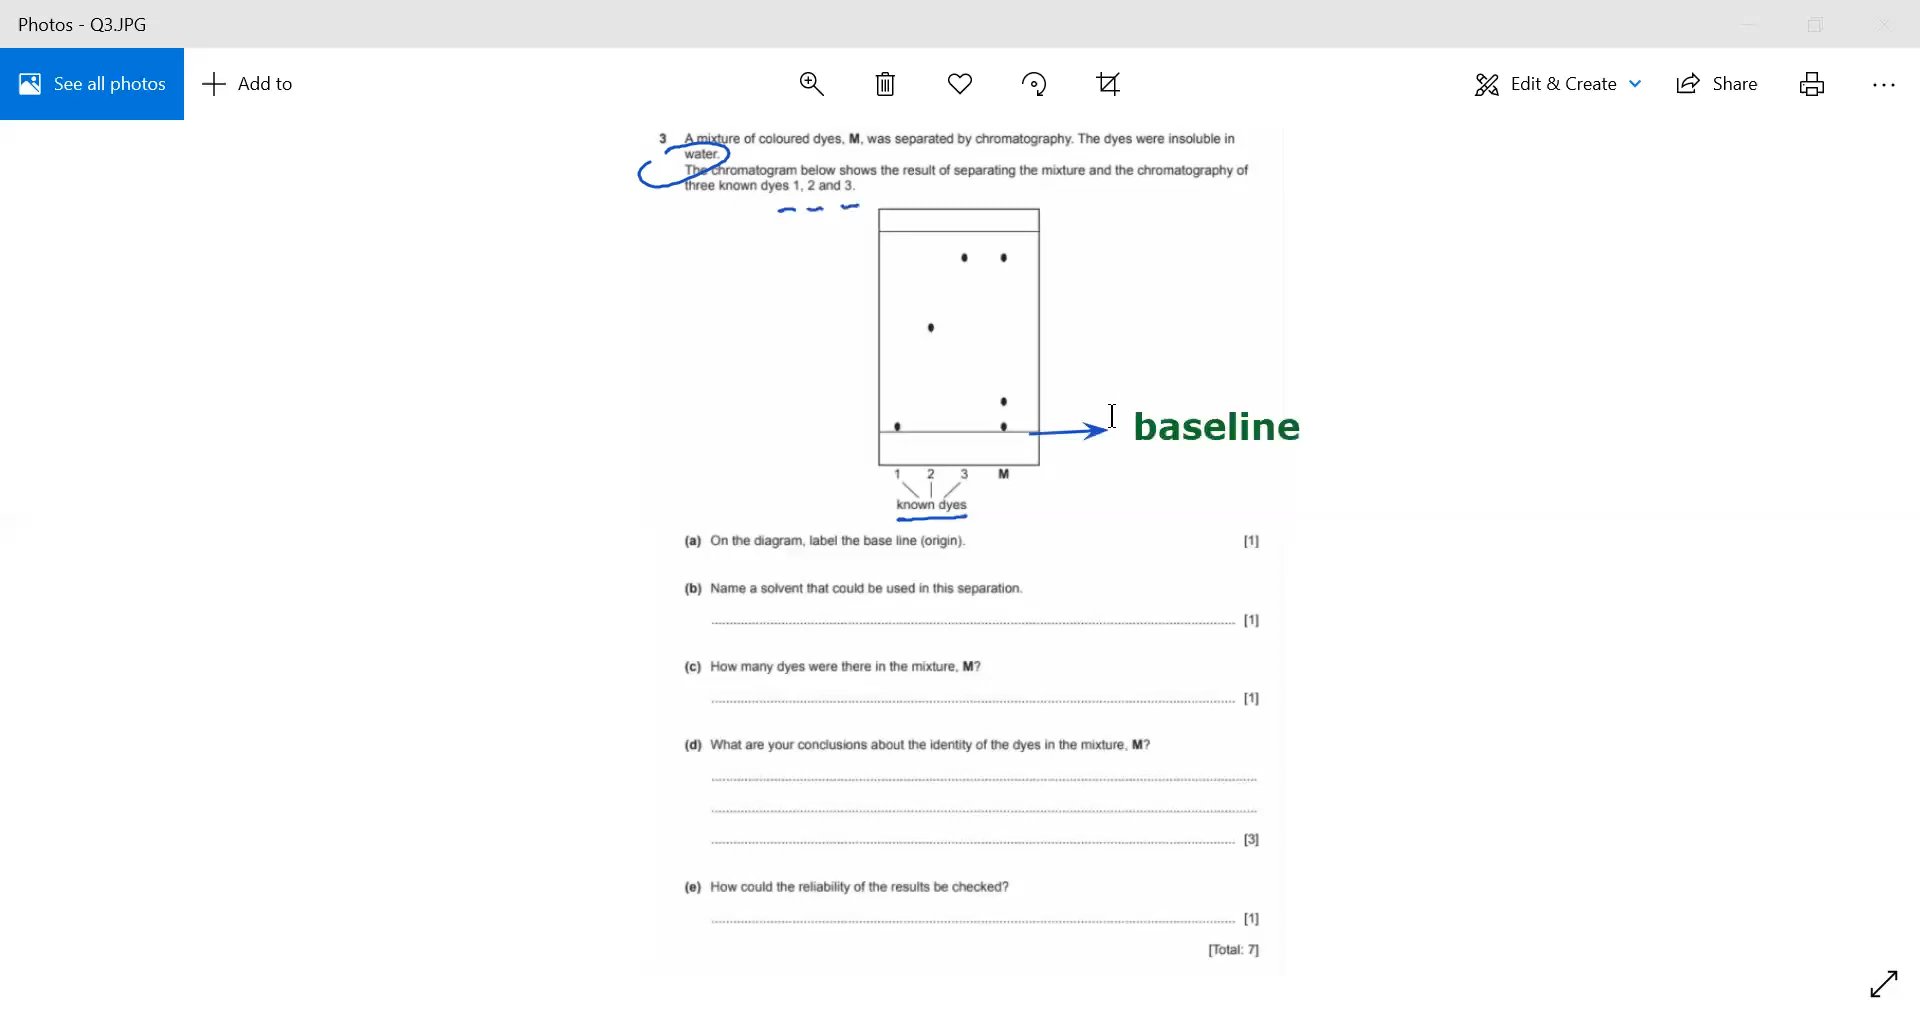 Photos - Q3.JPG
See all photos
Add to
Edit & Create
Share
3 A mixture of coloured dyes, M, was separated by chromatography. The dyes were insoluble in
water.
The chromatogram below shows the result of separating the mixture and the chromatography of
three known dyes 1, 2 and 3.
baseline
1 2 3 M
known dyes
(a) On the diagram, label the base line (origin). [1]
(b) Name a solvent that could be used in this separation.
[1]
(c) How many dyes were there in the mixture, M?
[1]
(d) What are your conclusions about the identity of the dyes in the mixture, M?
[3]
(e) How could the reliability of the results be checked?
[1]
[Total: 7]